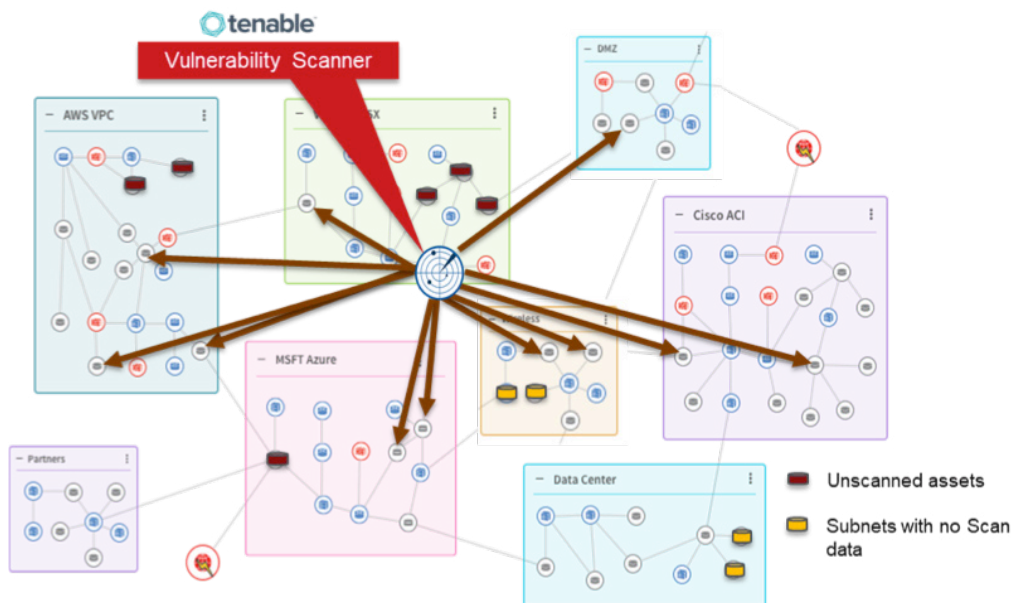 tenable
Vulnerability Scanner
DMZ
AWS VPC
SX
Cisco ACI
MSFT Azure
Partners
Data Center
Unscanned assets
Subnets with no Scan
data